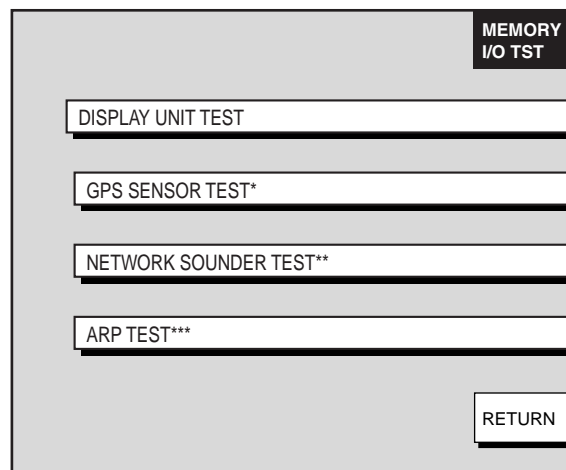 MEMORY
I/O TST
DISPLAY UNIT TEST
GPS SENSOR TEST*
NETWORK SOUNDER TEST**
ARP TEST***
RETURN